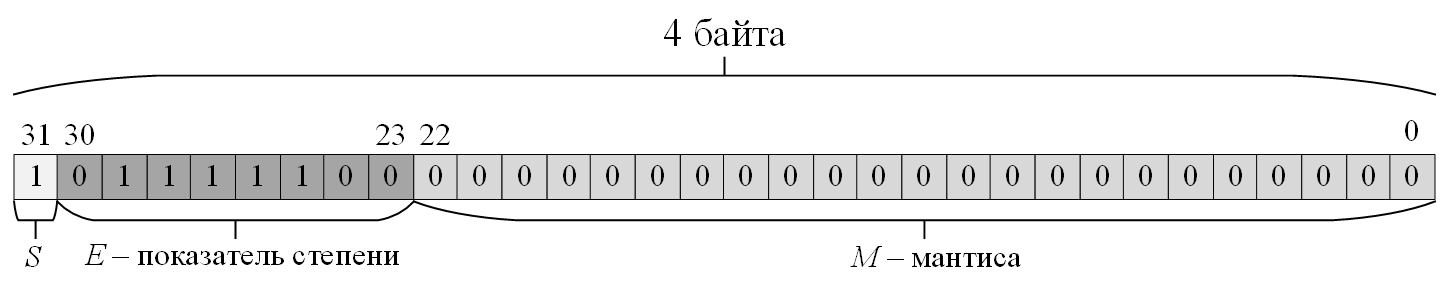 4 байта
31 30 23 22 0
1 0 1 1 1 1 1 0 0 0 0 0 0 0 0 0 0 0 0 0 0 0 0 0 0 0 0 0 0 0 0 0
S E – показатель степени M – мантиса